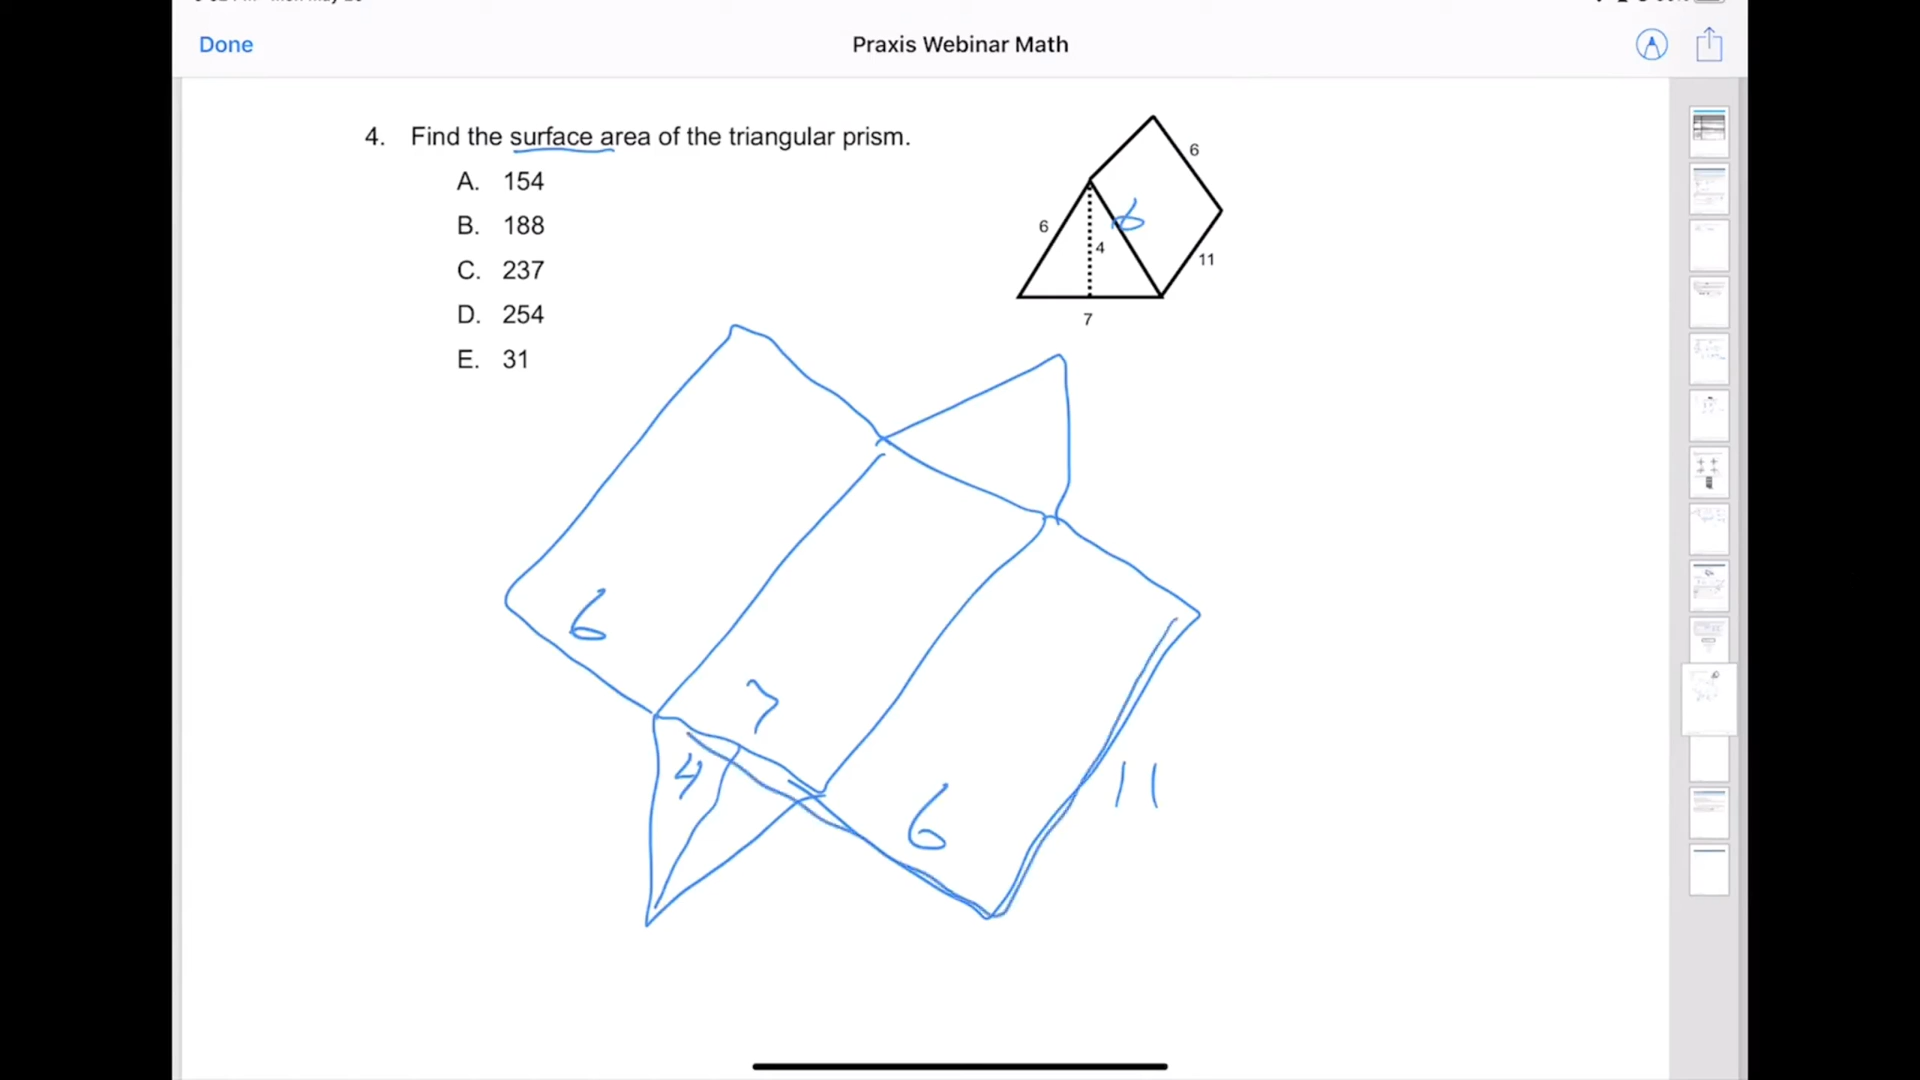 Done
Praxis Webinar Math
4. Find the surface area of the triangular prism.
A. 154
B. 188
C. 237
D. 254
E. 31
6
6
6
4
11
7
6
7
4
6
11